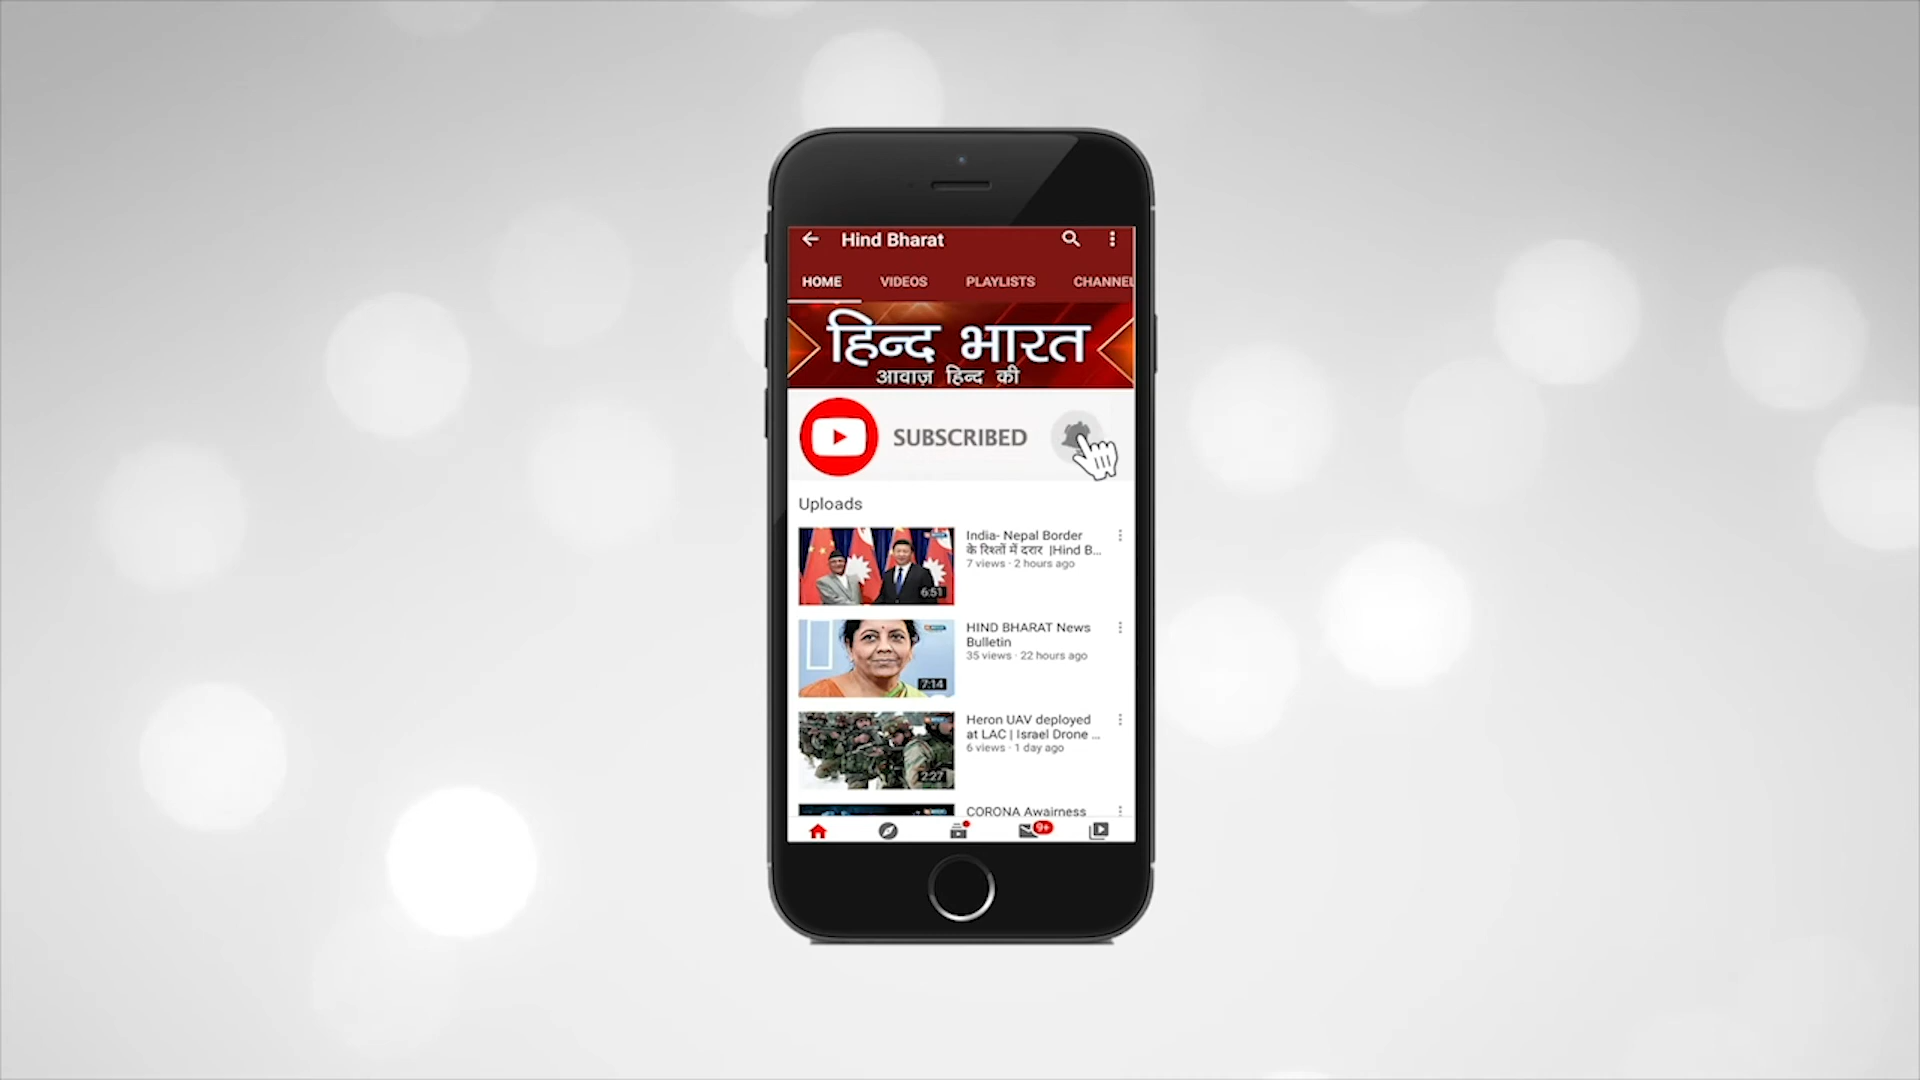 Hind Bharat
HOME VIDEOS PLAYLISTS CHANNEL
हिन्द भारत
आवाज़ हिन्द की
SUBSCRIBED
Uploads
India- Nepal Border
के रिश्तों में दरार |Hind B...
7 views · 2 hours ago
6:51
HIND BHARAT News
Bulletin
35 views · 22 hours ago
7:14
Heron UAV deployed
at LAC | Israel Drone ...
6 views · 1 day ago
2:27
CORONA Awairness
9+